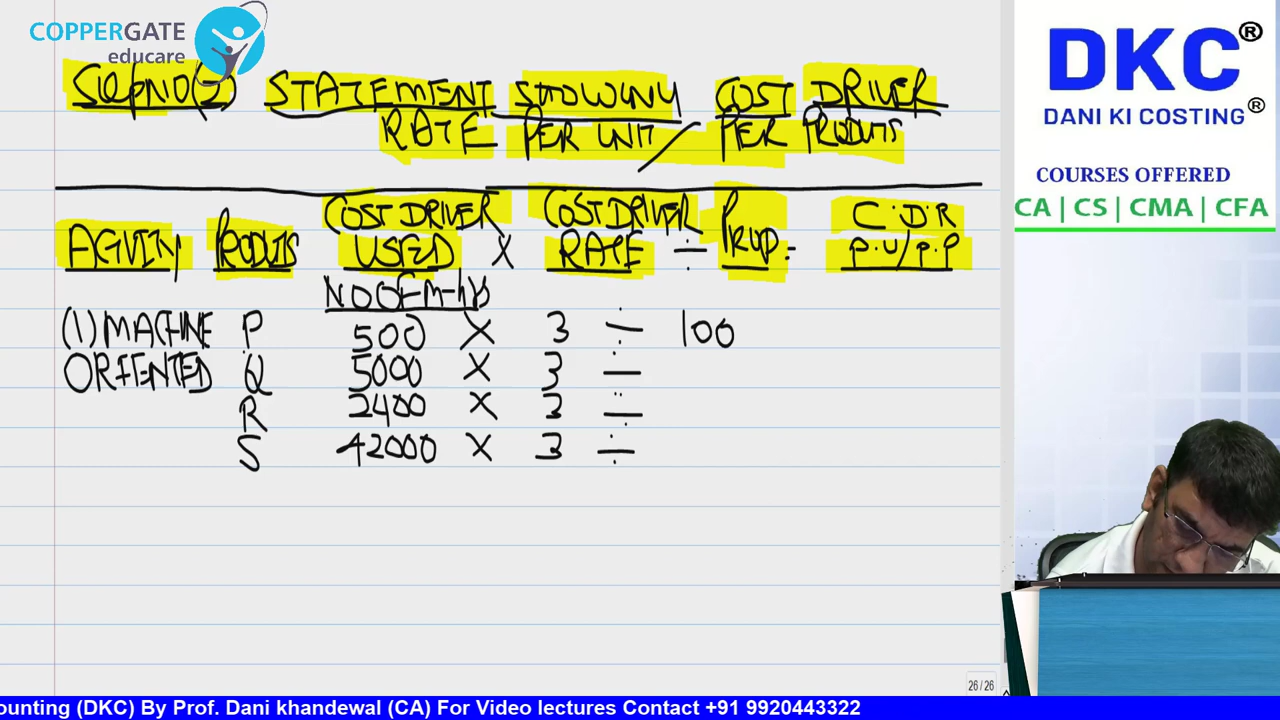 COPPERGATE
educare
STEP NO (2) STATEMENT SHOWING COST DRIVER
RATE PER UNIT / PER PRODUTS
ACTIVITY PRODUTS COST DRIVER USED X COST DRIVER RATE ÷ PROD = C.D.R P.U/P.P
NO OF M-hrs
(1) MACHINE P 500 X 3 ÷ 100
ORIENTED Q 5000 X 3 ÷
R 2400 X 3 ÷
S 42000 X 3 ÷
26/26
DKC®
DANI KI COSTING®
COURSES OFFERED
CA | CS | CMA | CFA
ounting (DKC) By Prof. Dani khandewal (CA) For Video lectures Contact +91 9920443322